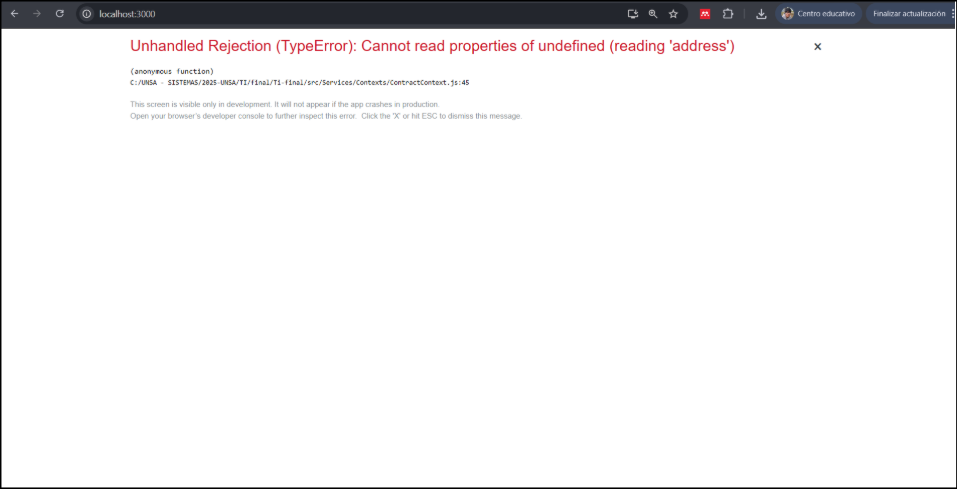 localhost:3000
Centro educativo
Finalizar actualización
Unhandled Rejection (TypeError): Cannot read properties of undefined (reading 'address')
×
(anonymous function)
C:/UNSA - SISTEMAS/2025-UNSA/TI/final/Ti-final/src/Services/Contexts/ContractContext.js:45
This screen is visible only in development. It will not appear if the app crashes in production.
Open your browser's developer console to further inspect this error. Click the 'X' or hit ESC to dismiss this message.